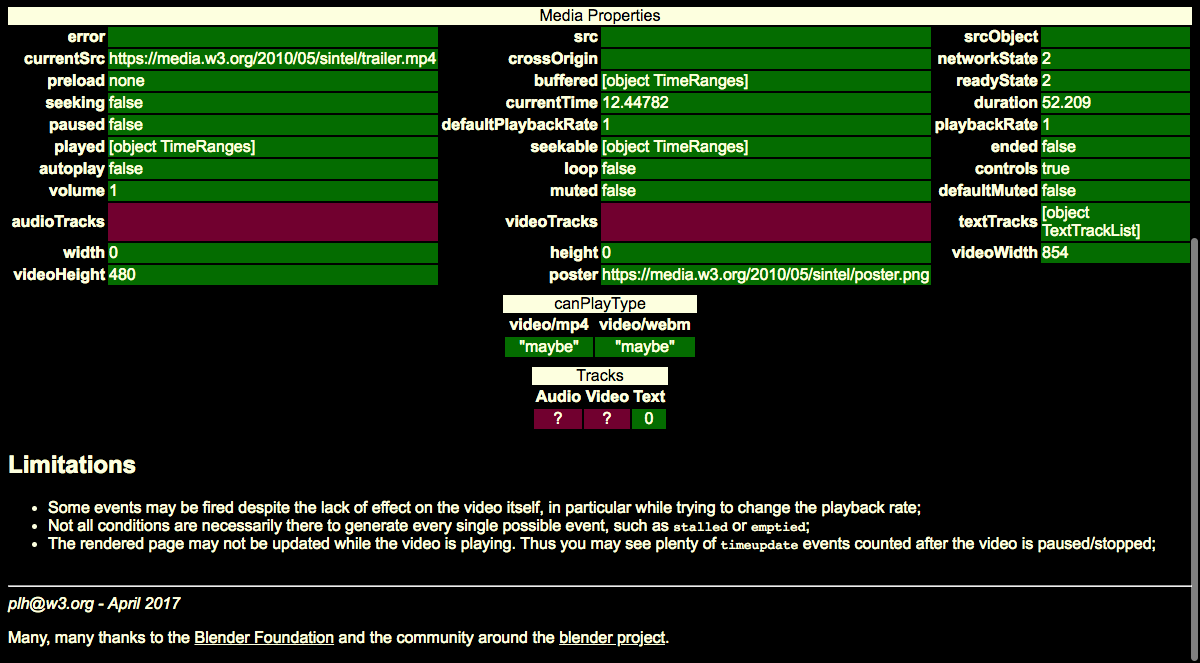 Media Properties
error src srcObject
currentSrc https://media.w3.org/2010/05/sintel/trailer.mp4 crossOrigin networkState 2
preload none buffered [object TimeRanges] readyState 2
seeking false currentTime 12.44782 duration 52.209
paused false defaultPlaybackRate 1 playbackRate 1
played [object TimeRanges] seekable [object TimeRanges] ended false
autoplay false loop false controls true
volume 1 muted false defaultMuted false
audioTracks videoTracks textTracks [object
TextTrackList]
width 0 height 0 videoWidth 854
videoHeight 480 poster https://media.w3.org/2010/05/sintel/poster.png
canPlayType
video/mp4 video/webm
"maybe" "maybe"
Tracks
Audio Video Text
? ? 0
Limitations
• Some events may be fired despite the lack of effect on the video itself, in particular while trying to change the playback rate;
• Not all conditions are necessarily there to generate every single possible event, such as stalled or emptied;
• The rendered page may not be updated while the video is playing. Thus you may see plenty of timeupdate events counted after the video is paused/stopped;
plh@w3.org - April 2017
Many, many thanks to the Blender Foundation and the community around the blender project.